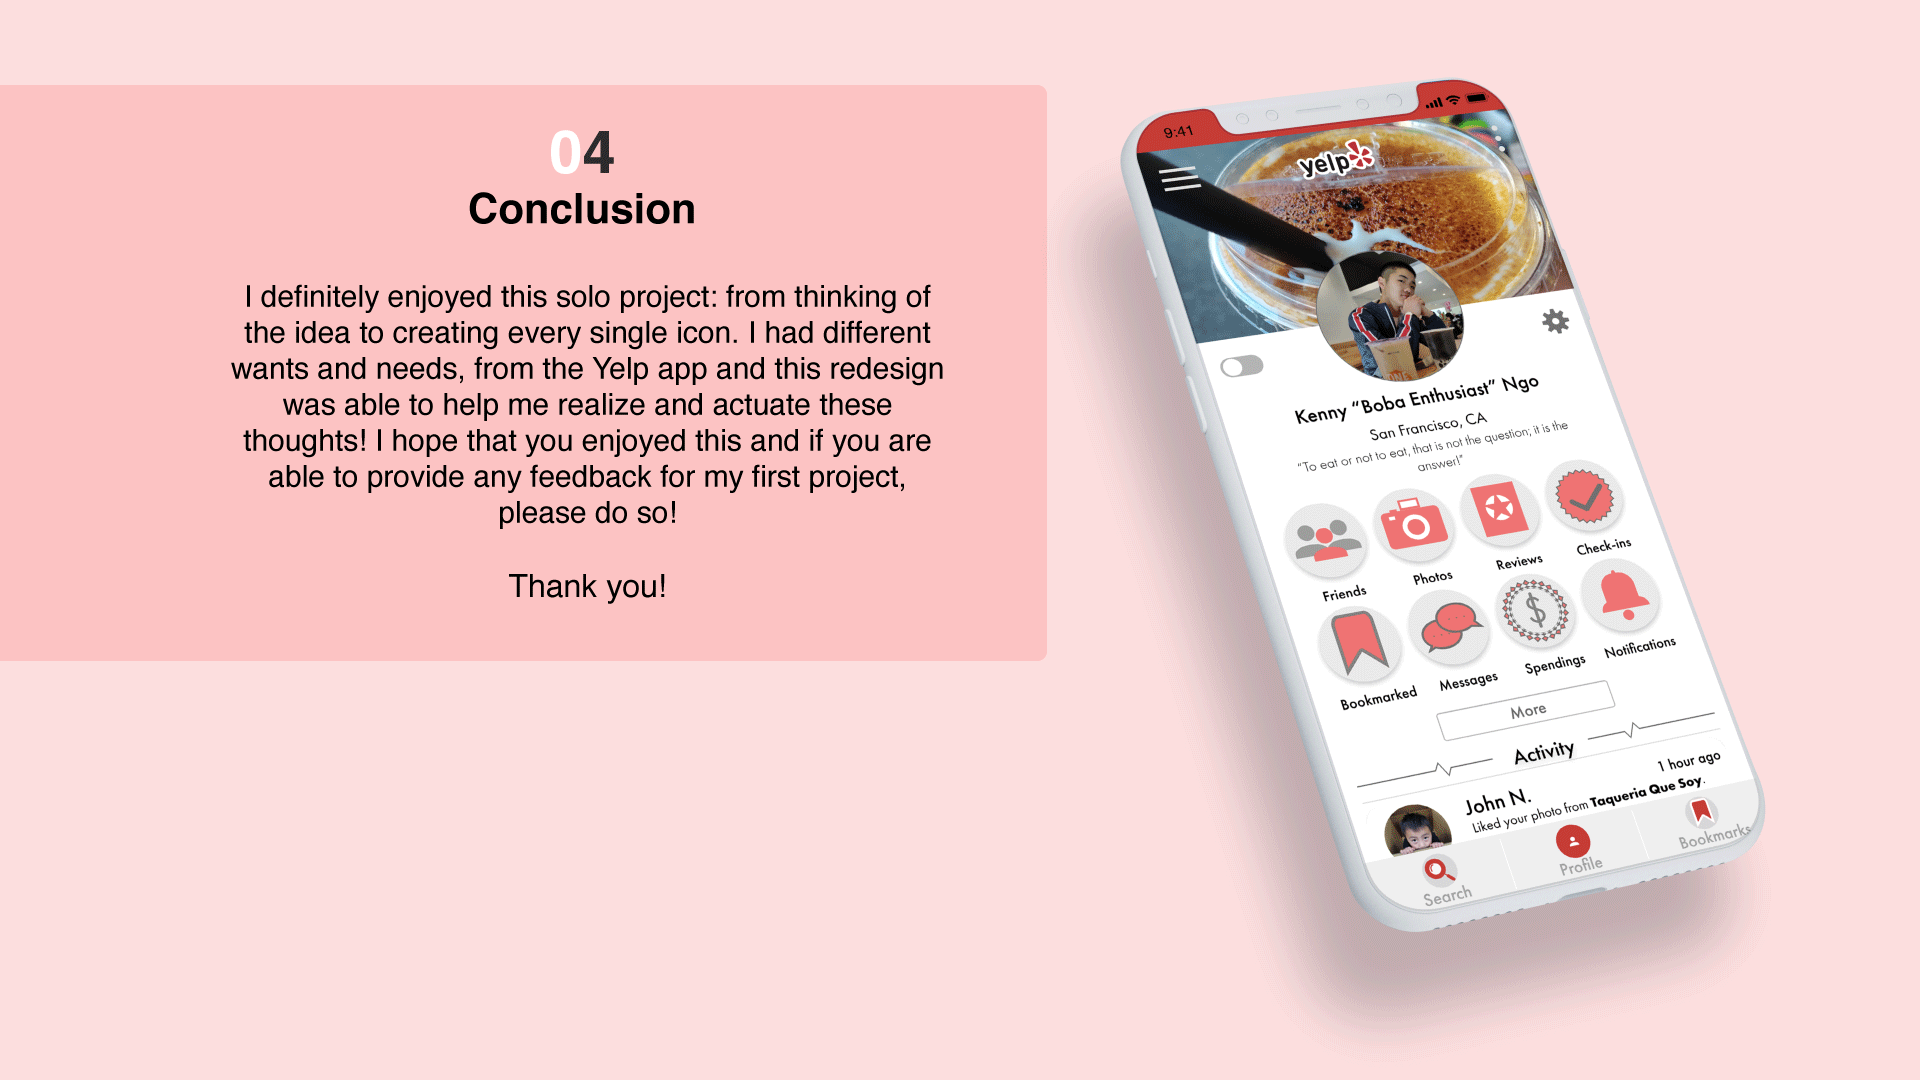 04
Conclusion
I definitely enjoyed this solo project: from thinking of
the idea to creating every single icon. I had different
wants and needs, from the Yelp app and this redesign
was able to help me realize and actuate these
thoughts! I hope that you enjoyed this and if you are
able to provide any feedback for my first project,
please do so!
Thank you!
9:41
yelp
Kenny “Boba Enthusiast” Ngo
San Francisco, CA
“To eat or not to eat, that is not the question; it is the
answer!”
Friends
Photos
Reviews
Check-ins
Bookmarked
Messages
Spendings
Notifications
More
Activity
John N.
1 hour ago
Liked your photo from Taqueria Que Soy.
Search
Profile
Bookmarks